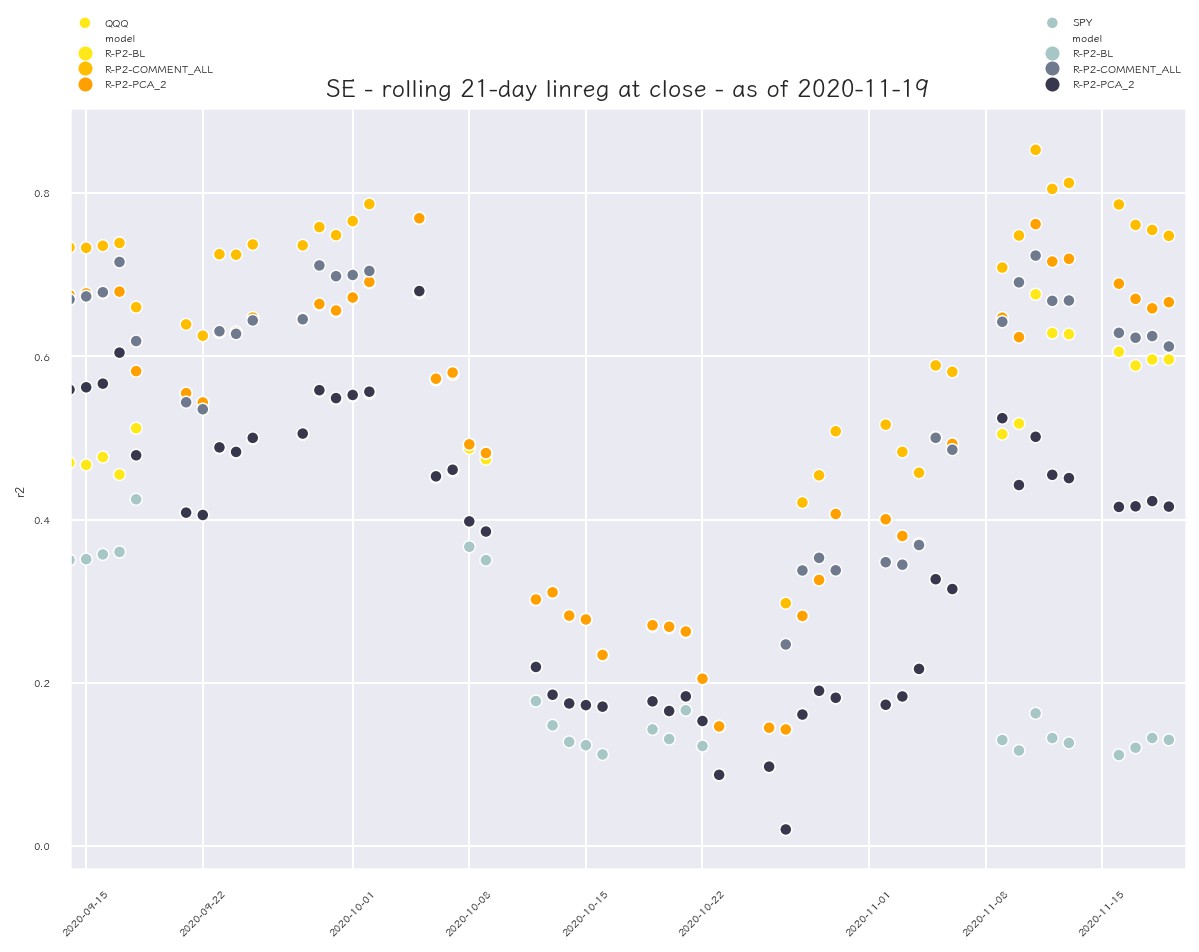 QQQ
model
R-P2-BL
R-P2-COMMENT_ALL
R-P2-PCA_2
SPY
model
R-P2-BL
R-P2-COMMENT_ALL
R-P2-PCA_2
SE - rolling 21-day linreg at close - as of 2020-11-19
0.8
0.6
0.4
0.2
0.0
r2
2020-09-15
2020-09-22
2020-10-01
2020-10-08
2020-10-15
2020-10-22
2020-11-01
2020-11-08
2020-11-15